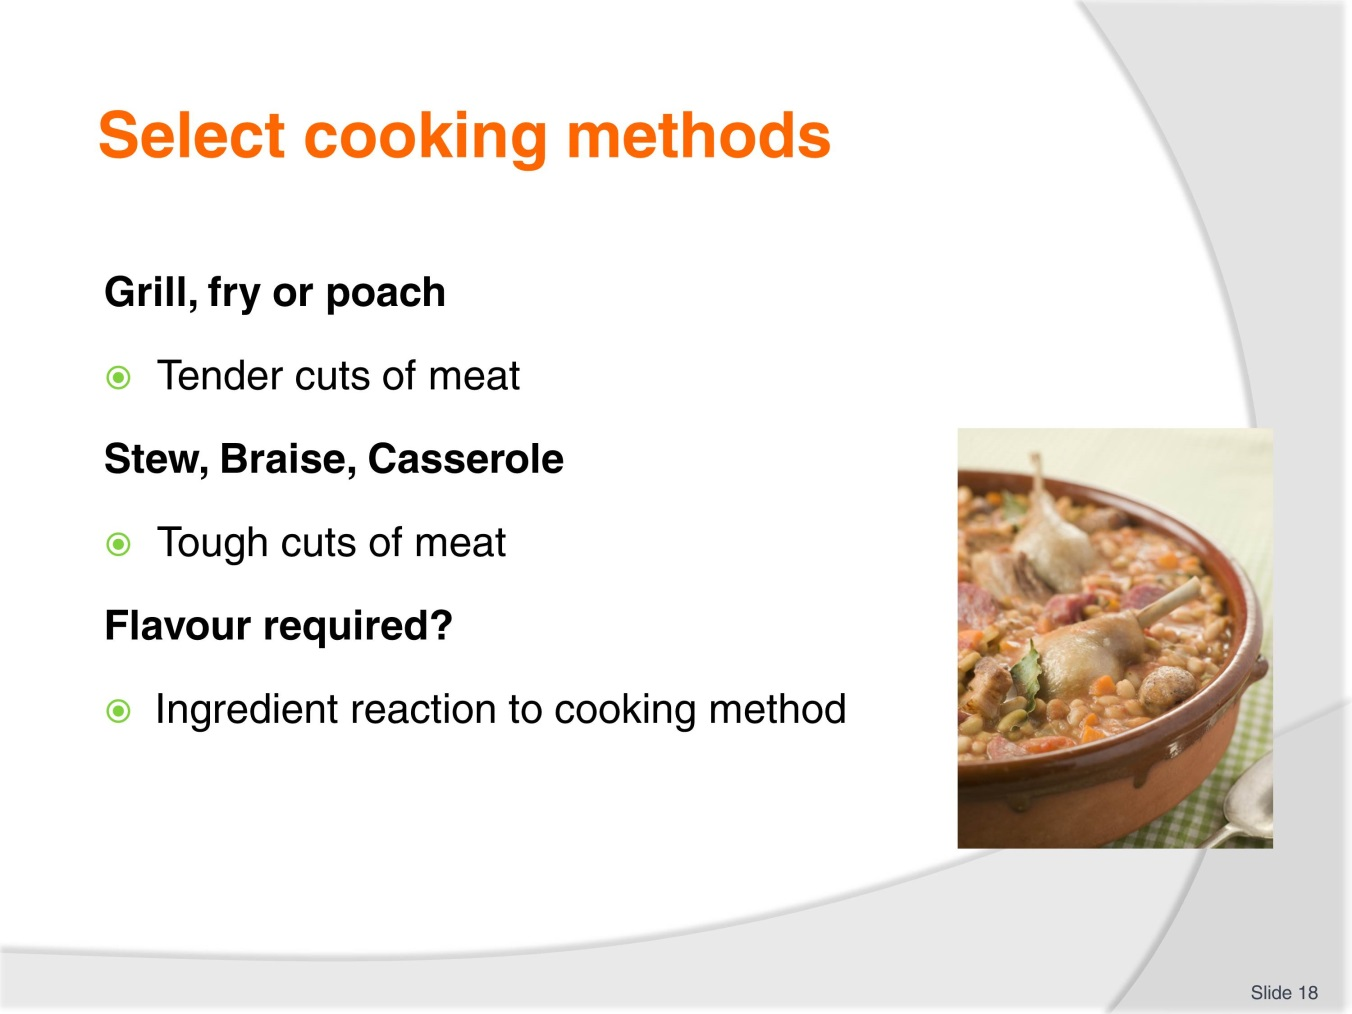 Select cooking methods
Grill, fry or poach
Tender cuts of meat
Stew, Braise, Casserole
Tough cuts of meat
Flavour required?
Ingredient reaction to cooking method
Slide 18